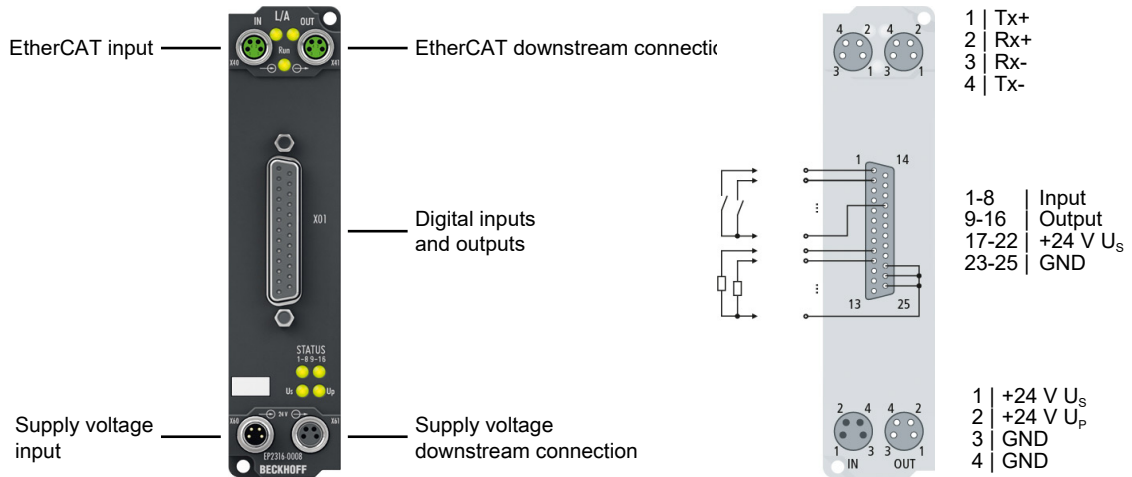 L/A
IN OUT
EtherCAT input
Run
EtherCAT downstream connectio
X40 X41
X01
Digital inputs
and outputs
STATUS
1-8 9-16
Us Up
Supply voltage
input
X60 24 V X61
Supply voltage
downstream connection
EP2316-0008
BECKHOFF
4 2 4 2
3 1 3 1
1 | Tx+
2 | Rx+
3 | Rx-
4 | Tx-
1 14
...
...
13 25
1-8 | Input
9-16 | Output
17-22 | +24 V US
23-25 | GND
2 4 4 2
1 3 3 1
IN OUT
1 | +24 V US
2 | +24 V UP
3 | GND
4 | GND